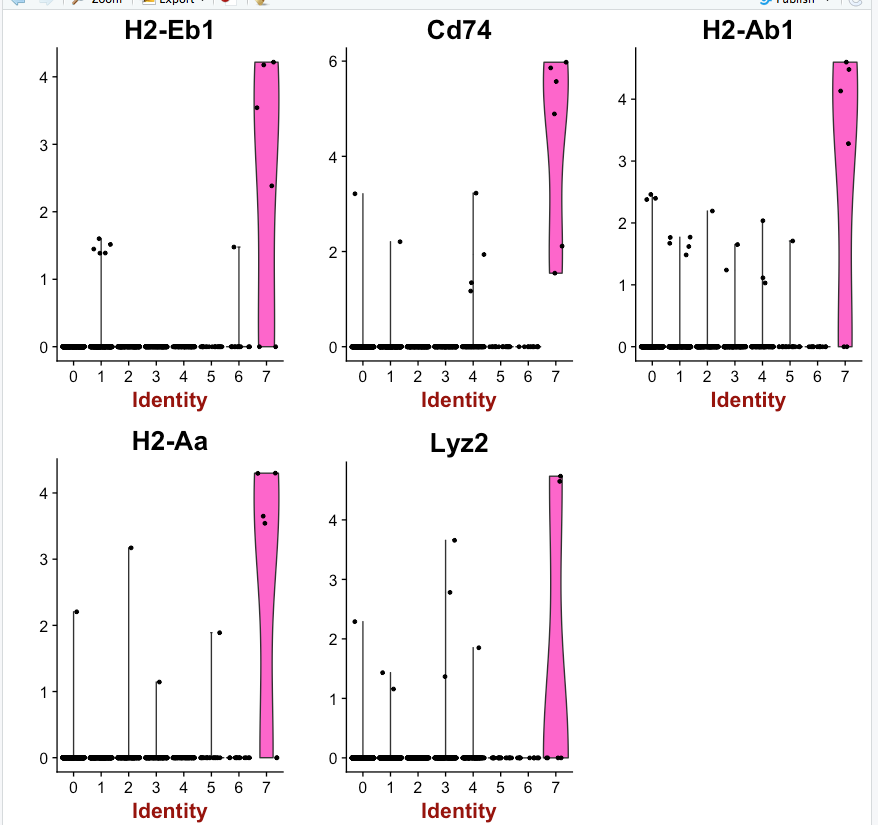 Zoom Export Publish
H2-Eb1 Cd74 H2-Ab1
4 6 4
3 4 3
2 2 2
1 0 1
0 0
0 1 2 3 4 5 6 7 0 1 2 3 4 5 6 7 0 1 2 3 4 5 6 7
Identity Identity Identity
H2-Aa Lyz2
4 4
3 3
2 2
1 1
0 0
0 1 2 3 4 5 6 7 0 1 2 3 4 5 6 7
Identity Identity